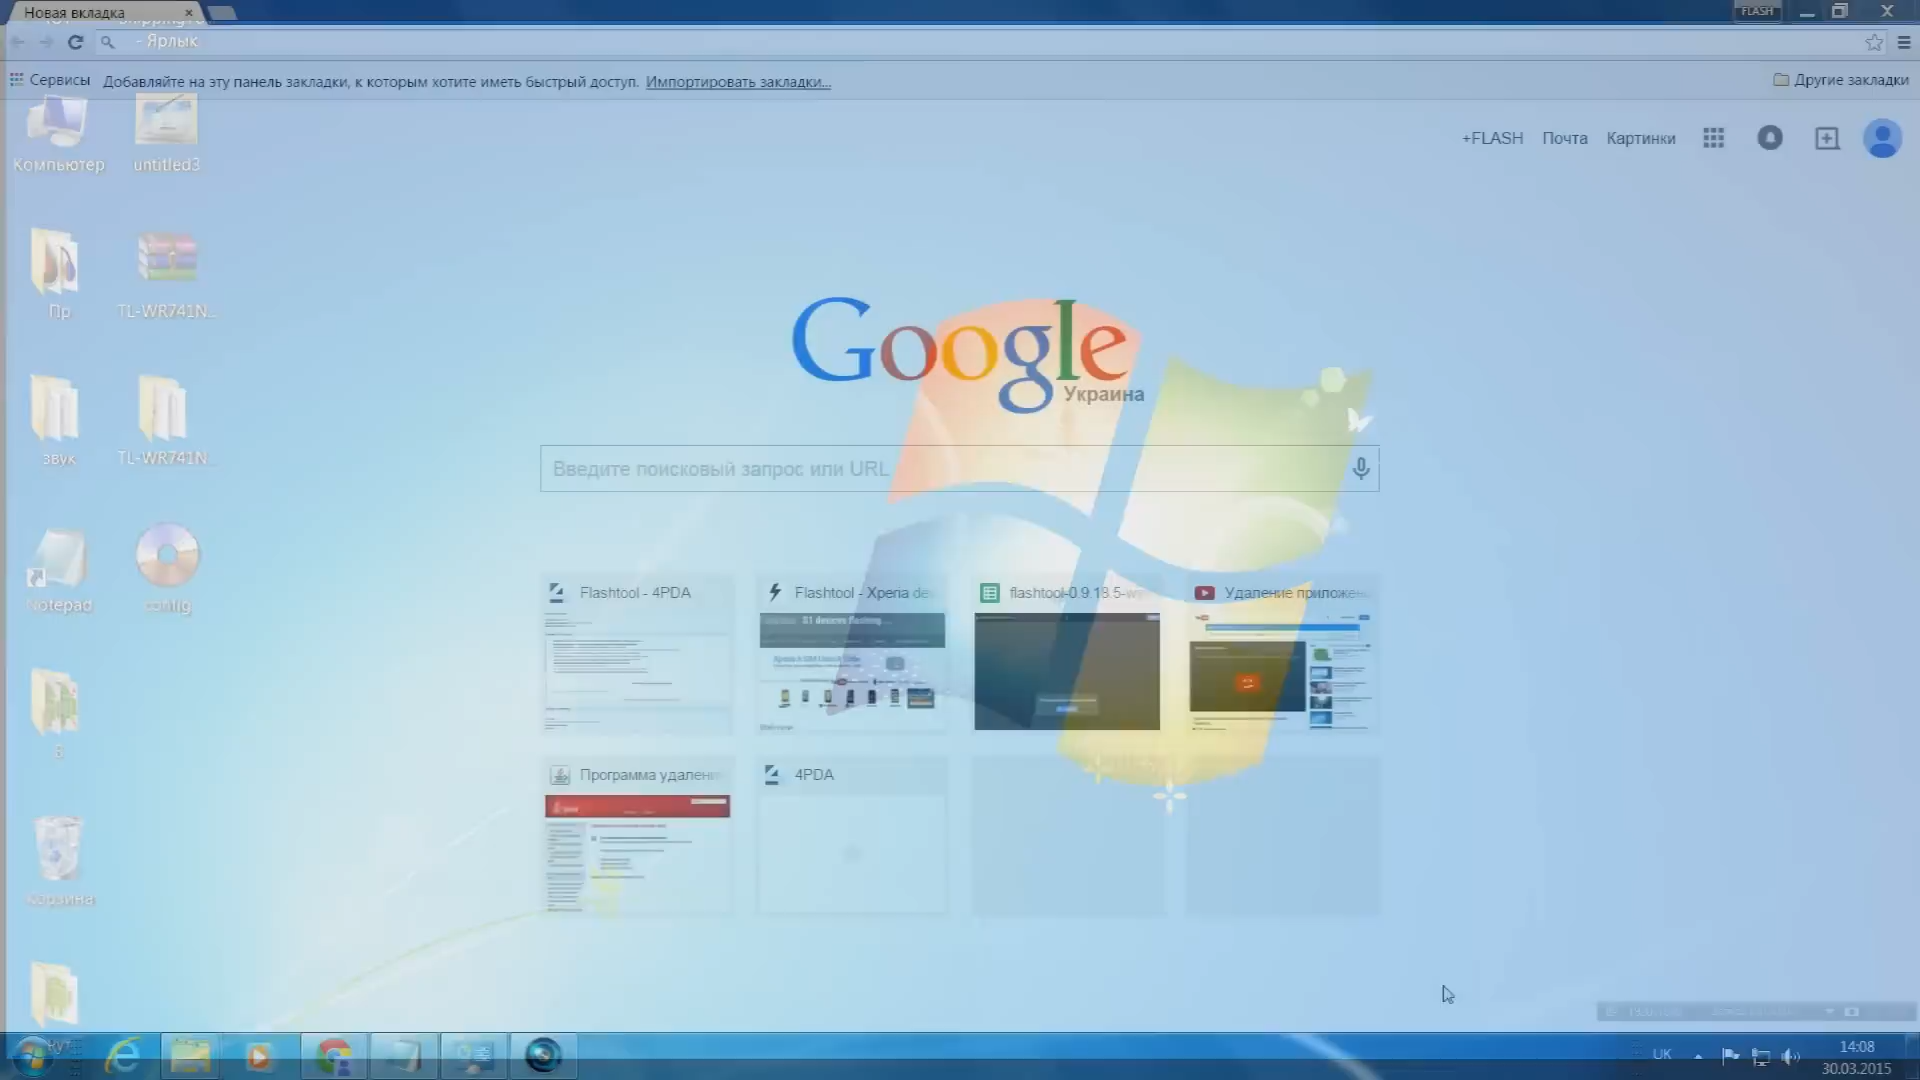 Новая вкладка
FLASH
- Ярлык
Сервисы Добавляйте на эту панель закладки, к которым хотите иметь быстрый доступ. Импортировать закладки...
Другие закладки
+FLASH Почта Картинки
Компьютер
untitled3
Пр
TL-WR741N...
Google
Украина
звук
TL-WR741N...
Введите поисковый запрос или URL
Notepad
config
Flashtool - 4PDA
Flashtool - Xperia de
flashtool-0.9.18.5-w
Удаление приложен
8
Программа удален
4PDA
Корзина
Рут
UK
14:08
30.03.2015